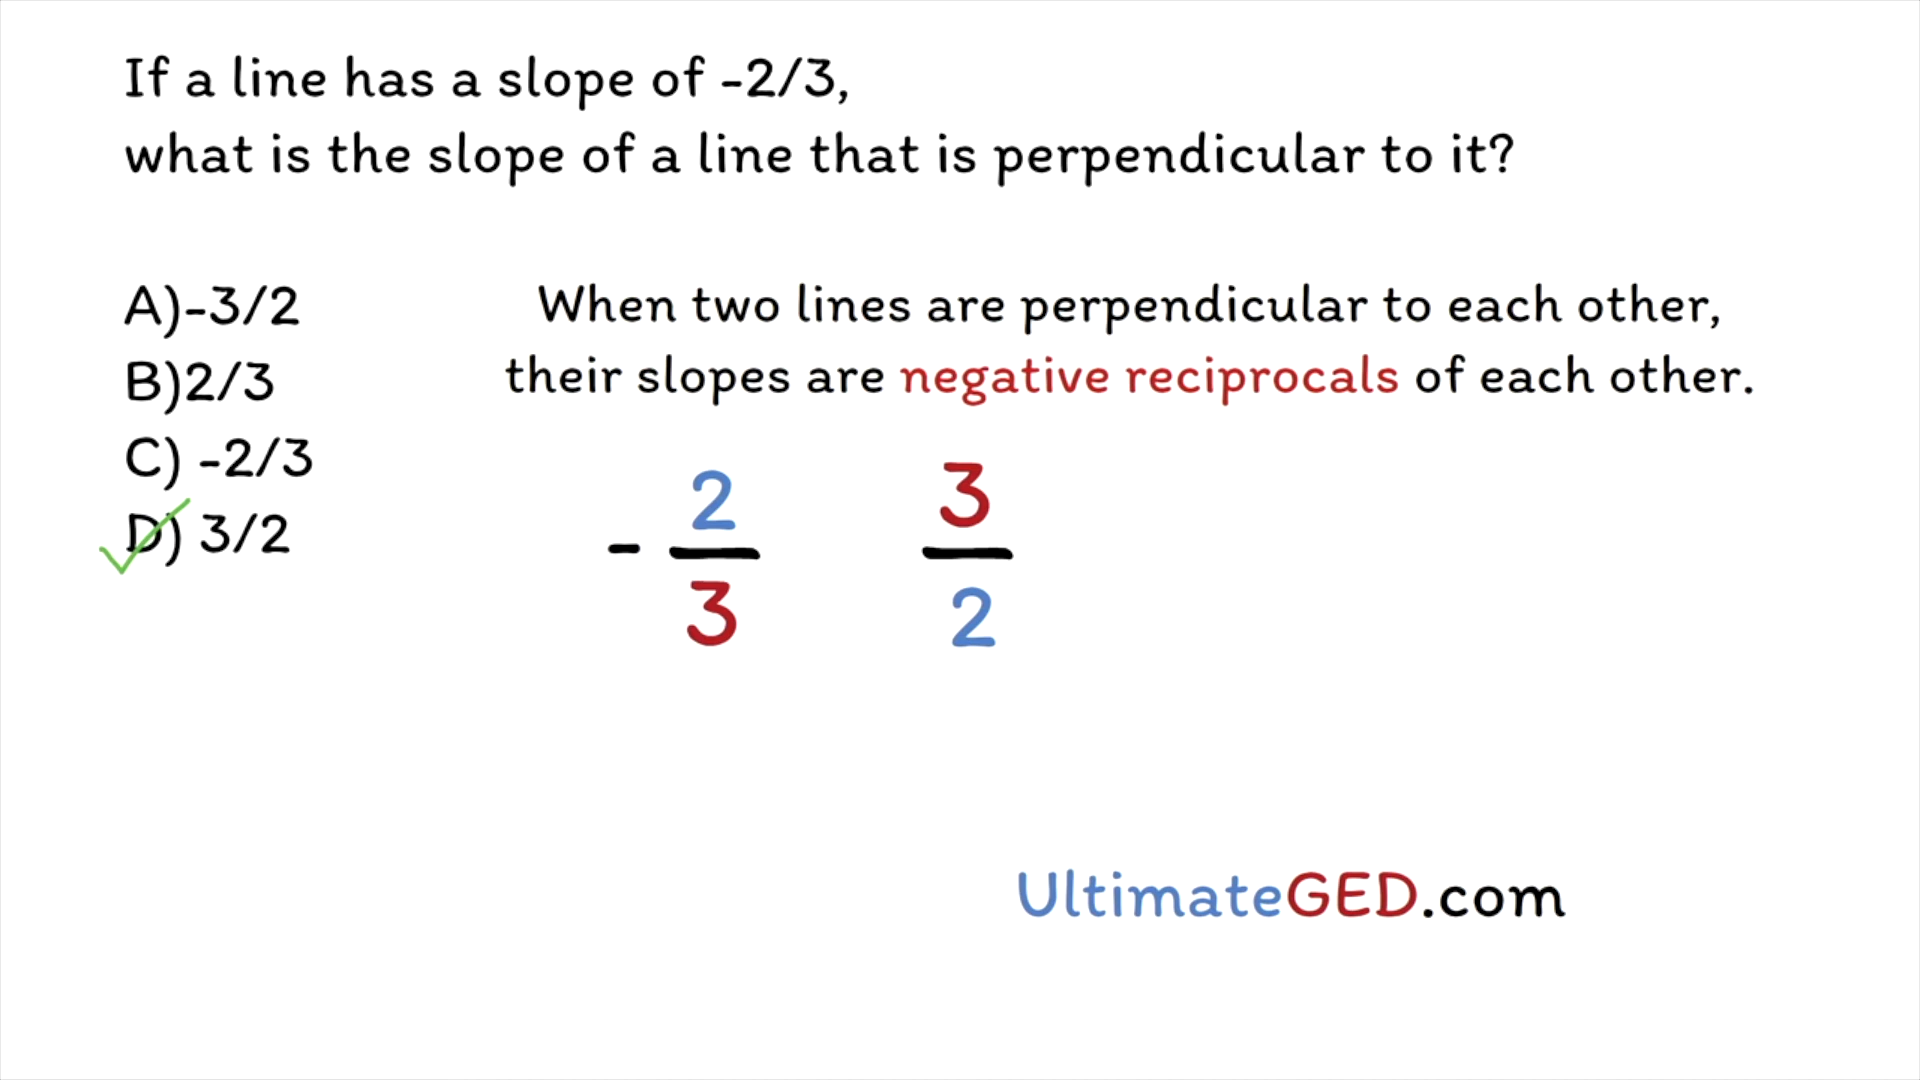 If a line has a slope of -2/3,
what is the slope of a line that is perpendicular to it?
A)-3/2
B)2/3
C) -2/3
D) 3/2
When two lines are perpendicular to each other,
their slopes are negative reciprocals of each other.
- 2/3
3/2
UltimateGED.com